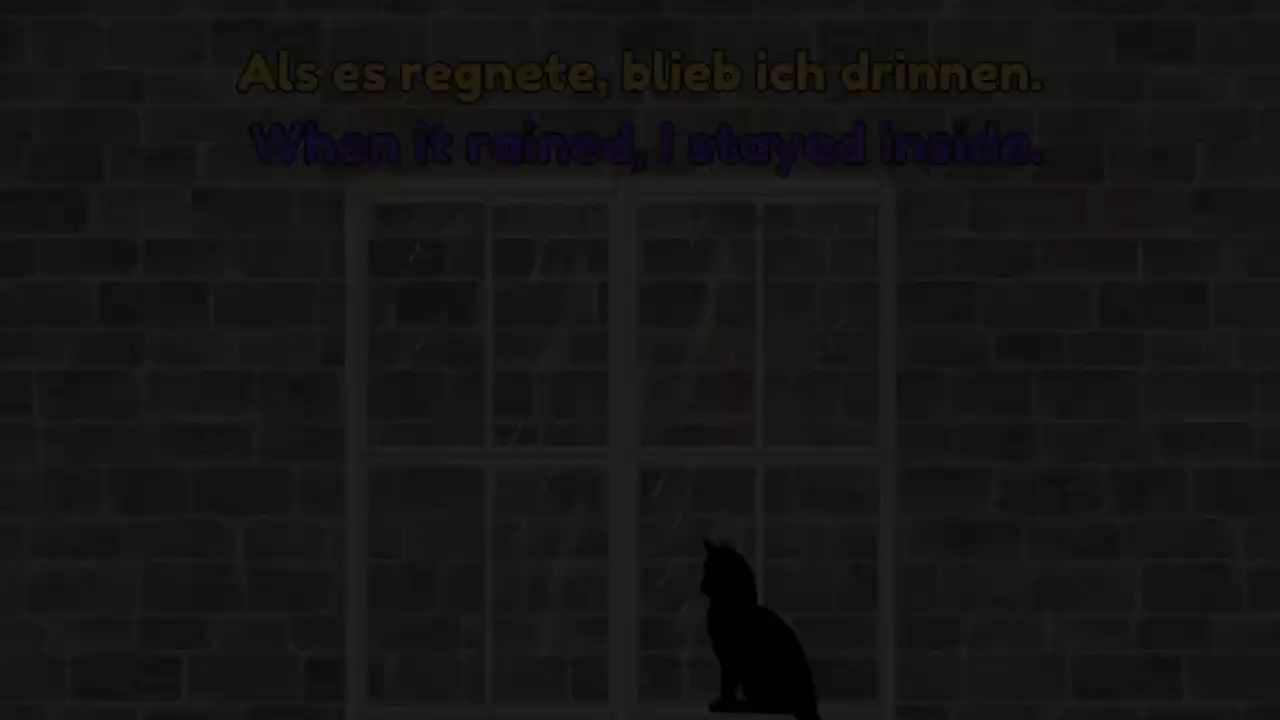 Als es regnete, blieb ich drinnen.
When it rained, I stayed inside.